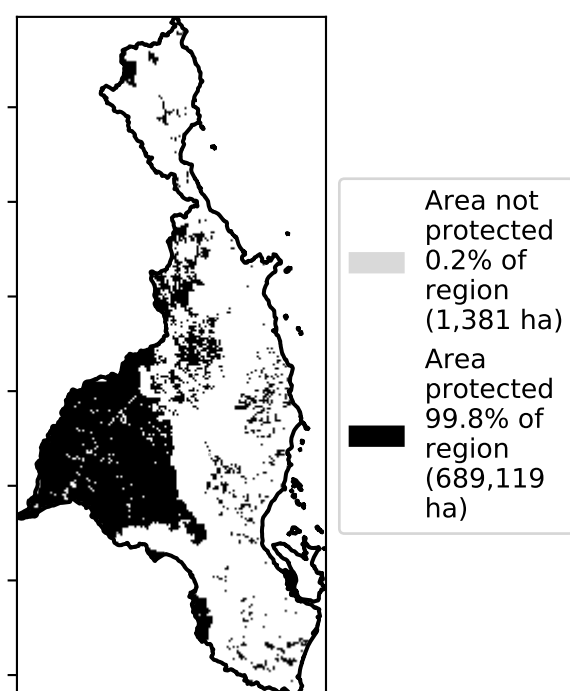 Area not
protected
0.2% of
region
(1,381 ha)
Area
protected
99.8% of
region
(689,119
ha)